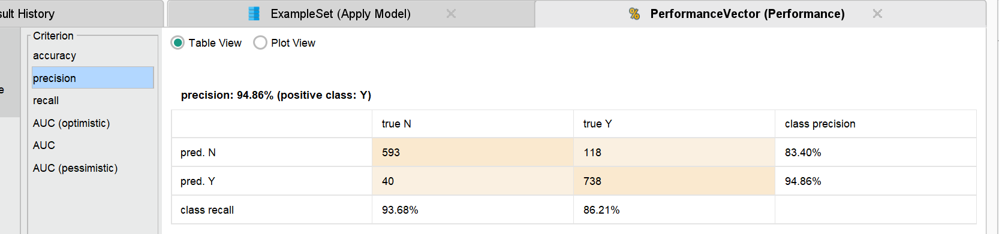 sult History
ExampleSet (Apply Model)
PerformanceVector (Performance)
Criterion
accuracy
precision
recall
AUC (optimistic)
AUC
AUC (pessimistic)
e
Table View
Plot View
precision: 94.86% (positive class: Y)
true N true Y class precision
pred. N 593 118 83.40%
pred. Y 40 738 94.86%
class recall 93.68% 86.21%